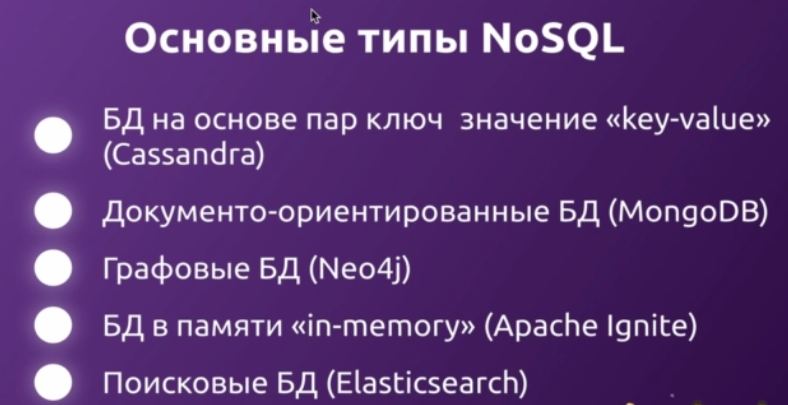 Основные типы NoSQL
БД на основе пар ключ значение «key-value»
(Cassandra)
Документо-ориентированные БД (MongoDB)
Графовые БД (Neo4j)
БД в памяти «in-memory» (Apache Ignite)
Поисковые БД (Elasticsearch)